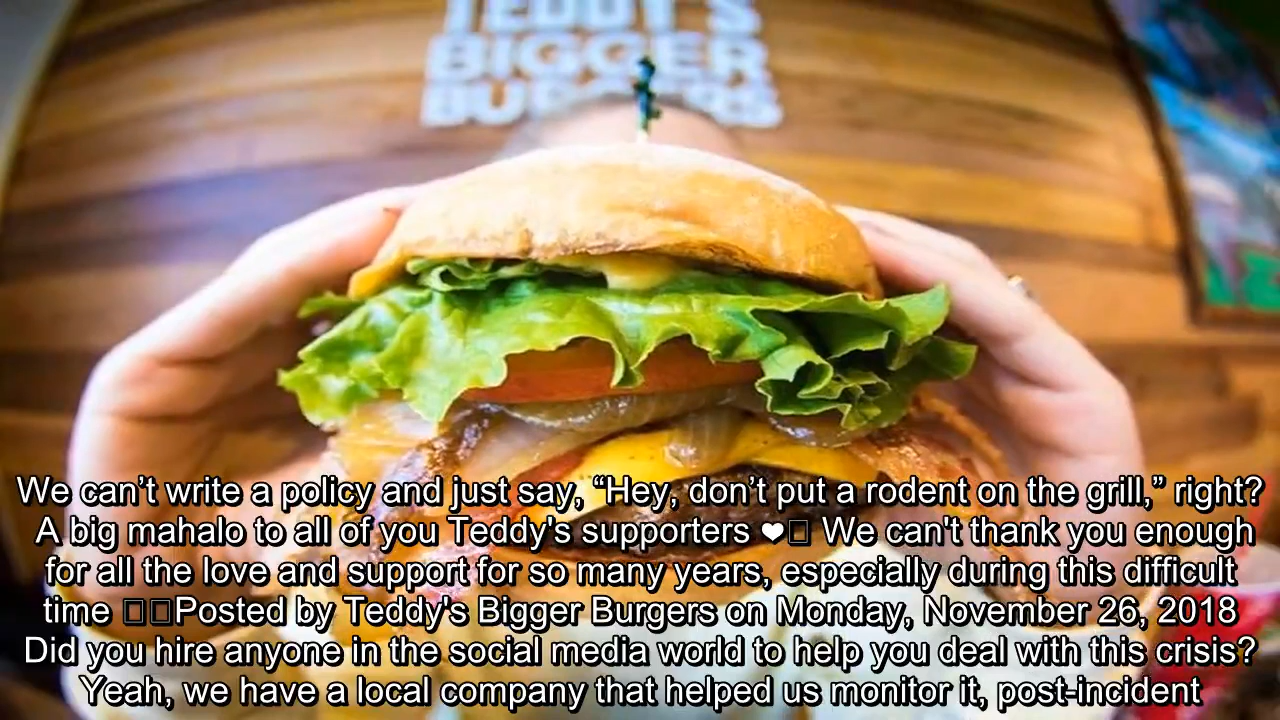 TEDDY'S
BIGGER
BURGERS
We can’t write a policy and just say, “Hey, don’t put a rodent on the grill,” right?
A big mahalo to all of you Teddy's supporters ❤□ We can't thank you enough
for all the love and support for so many years, especially during this difficult
time □□Posted by Teddy's Bigger Burgers on Monday, November 26, 2018
Did you hire anyone in the social media world to help you deal with this crisis?
Yeah, we have a local company that helped us monitor it, post-incident